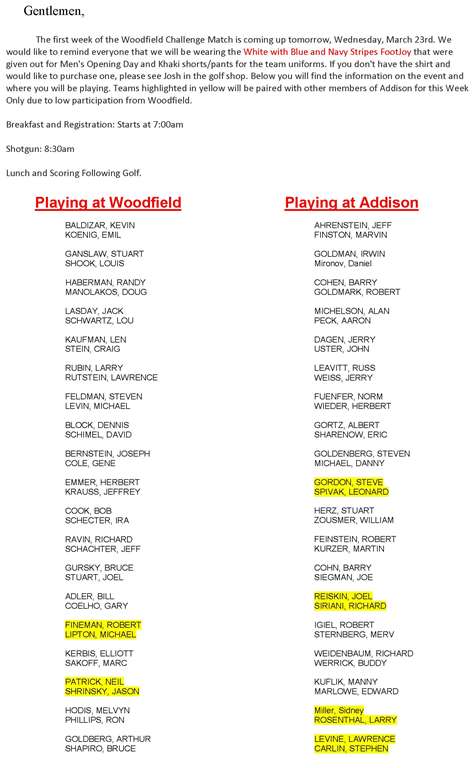 Gentlemen,
The first week of the Woodfield Challenge Match is coming up tomorrow, Wednesday, March 23rd. We
would like to remind everyone that we will be wearing the White with Blue and Navy Stripes FootJoy that were
given out for Men's Opening Day and Khaki shorts/pants for the team uniforms. If you don't have the shirt and
would like to purchase one, please see Josh in the golf shop. Below you will find the information on the event and
where you will be playing. Teams highlighted in yellow will be paired with other members of Addison for this Week
Only due to low participation from Woodfield.
Breakfast and Registration: Starts at 7:00am
Shotgun: 8:30am
Lunch and Scoring Following Golf.
Playing at Woodfield
BALDIZAR, KEVIN
KOENIG, EMIL
GANSLAW, STUART
SHOOK, LOUIS
HABERMAN, RANDY
MANOLAKOS, DOUG
LASDAY, JACK
SCHWARTZ, LOU
KAUFMAN, LEN
STEIN, CRAIG
RUBIN, LARRY
RUTSTEIN, LAWRENCE
FELDMAN, STEVEN
LEVIN, MICHAEL
BLOCK, DENNIS
SCHIMEL, DAVID
BERNSTEIN, JOSEPH
COLE, GENE
EMMER, HERBERT
KRAUSS, JEFFREY
COOK, BOB
SCHECTER, IRA
RAVIN, RICHARD
SCHACHTER, JEFF
GURSKY, BRUCE
STUART, JOEL
ADLER, BILL
COELHO, GARY
FINEMAN, ROBERT
LIPTON, MICHAEL
KERBIS, ELLIOTT
SAKOFF, MARC
PATRICK, NEIL
SHRINSKY, JASON
HODIS, MELVYN
PHILLIPS, RON
GOLDBERG, ARTHUR
SHAPIRO, BRUCE
Playing at Addison
AHRENSTEIN, JEFF
FINSTON, MARVIN
GOLDMAN, IRWIN
Mironov, Daniel
COHEN, BARRY
GOLDMARK, ROBERT
MICHELSON, ALAN
PECK, AARON
DAGEN, JERRY
USTER, JOHN
LEAVITT, RUSS
WEISS, JERRY
FUENFER, NORM
WIEDER, HERBERT
GORTZ, ALBERT
SHARENOW, ERIC
GOLDENBERG, STEVEN
MICHAEL, DANNY
GORDON, STEVE
SPIVAK, LEONARD
HERZ, STUART
ZOUSMER, WILLIAM
FEINSTEIN, ROBERT
KURZER, MARTIN
COHN, BARRY
SIEGMAN, JOE
REISKIN, JOEL
SIRIANI, RICHARD
IGIEL, ROBERT
STERNBERG, MERV
WEIDENBAUM, RICHARD
WERRICK, BUDDY
KUFLIK, MANNY
MARLOWE, EDWARD
Miller, Sidney
ROSENTHAL, LARRY
LEVINE, LAWRENCE
CARLIN, STEPHEN